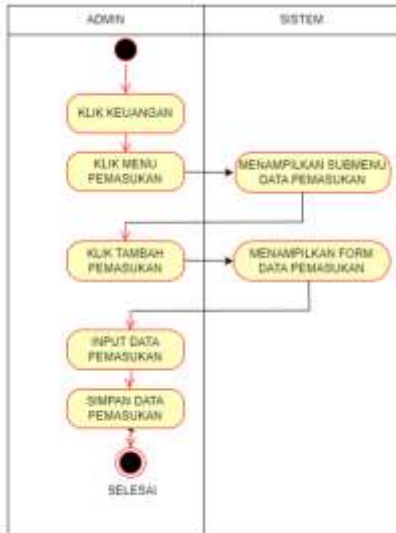 ADMIN
SISTEM
KLIK KEUANGAN
KLIK MENU
PEMASUKAN
MENAMPILKAN SUBMENU
DATA PEMASUKAN
KLIK TAMBAH
PEMASUKAN
MENAMPILKAN FORM
DATA PEMASUKAN
INPUT DATA
PEMASUKAN
SIMPAN DATA
PEMASUKAN
SELESAI